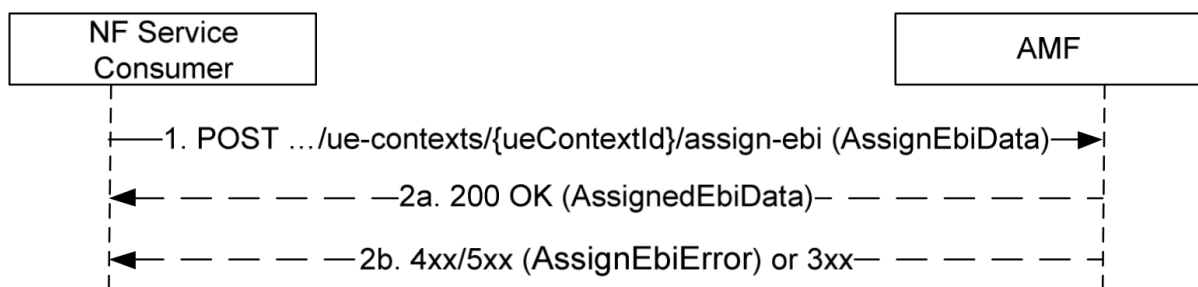 NF Service
Consumer
AMF
1. POST …/ue-contexts/{ueContextId}/assign-ebi (AssignEbiData)
2a. 200 OK (AssignedEbiData)
2b. 4xx/5xx (AssignEbiError) or 3xx